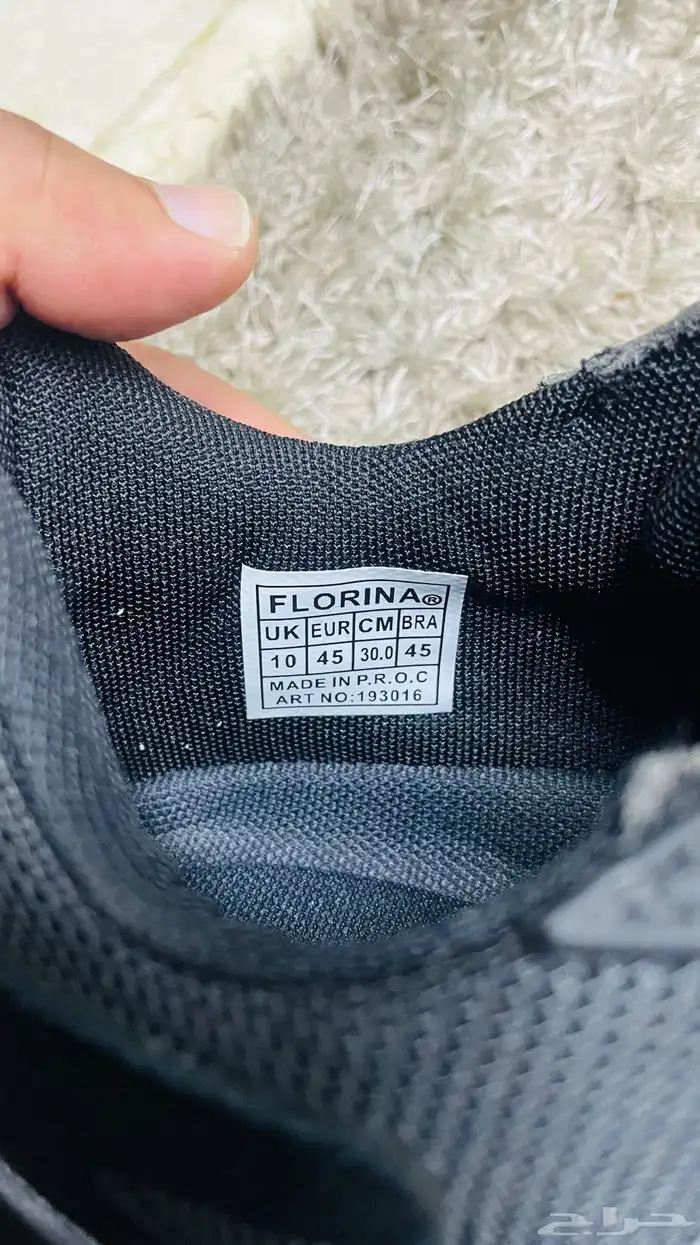 FLORINA®
UK EUR CM BRA
10 45 30.0 45
MADE IN P.R.O.C
ART NO:193016
حراج